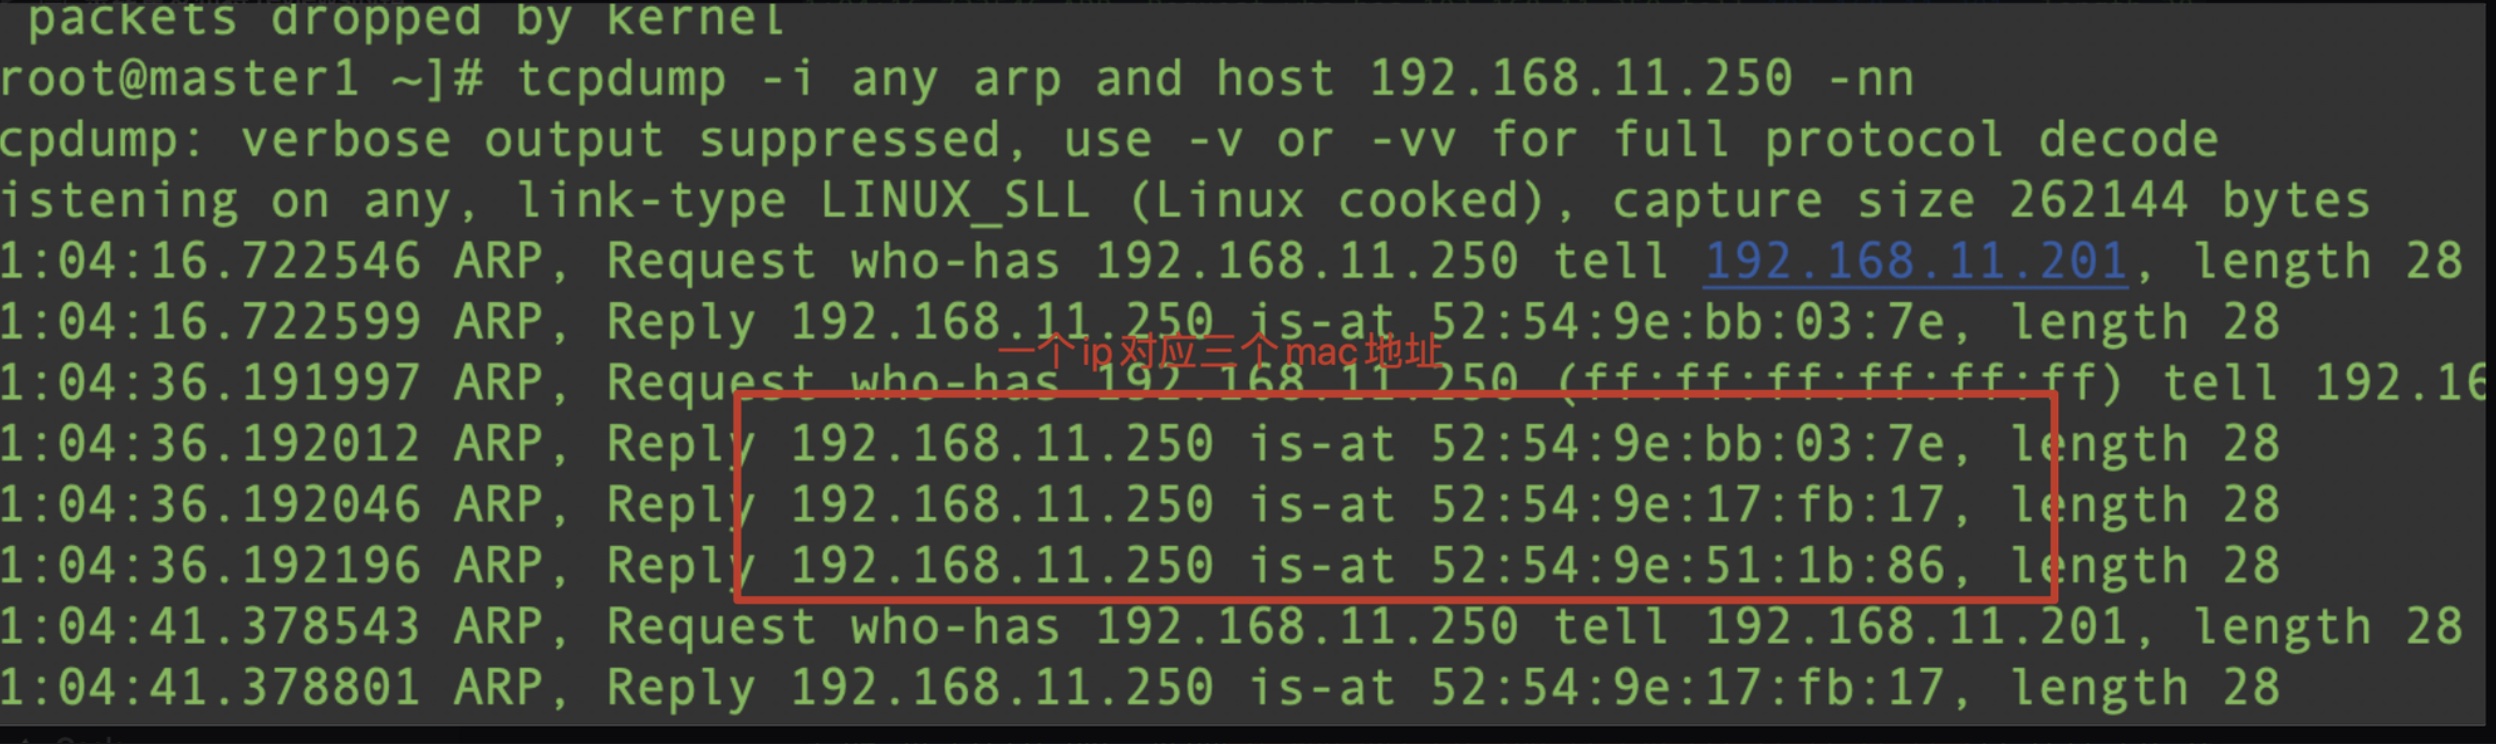 packets dropped by kernel
root@master1 ~]# tcpdump -i any arp and host 192.168.11.250 -nn
cpdump: verbose output suppressed, use -v or -vv for full protocol decode
istening on any, link-type LINUX_SLL (Linux cooked), capture size 262144 bytes
1:04:16.722546 ARP, Request who-has 192.168.11.250 tell 192.168.11.201, length 28
1:04:16.722599 ARP, Reply 192.168.11.250 is-at 52:54:9e:bb:03:7e, length 28
一个ip对应三个mac地址
1:04:36.191997 ARP, Request who-has 192.168.11.250 (ff:ff:ff:ff:ff:ff) tell 192.16
1:04:36.192012 ARP, Reply 192.168.11.250 is-at 52:54:9e:bb:03:7e, length 28
1:04:36.192046 ARP, Reply 192.168.11.250 is-at 52:54:9e:17:fb:17, length 28
1:04:36.192196 ARP, Reply 192.168.11.250 is-at 52:54:9e:51:1b:86, length 28
1:04:41.378543 ARP, Request who-has 192.168.11.250 tell 192.168.11.201, length 28
1:04:41.378801 ARP, Reply 192.168.11.250 is-at 52:54:9e:17:fb:17, length 28